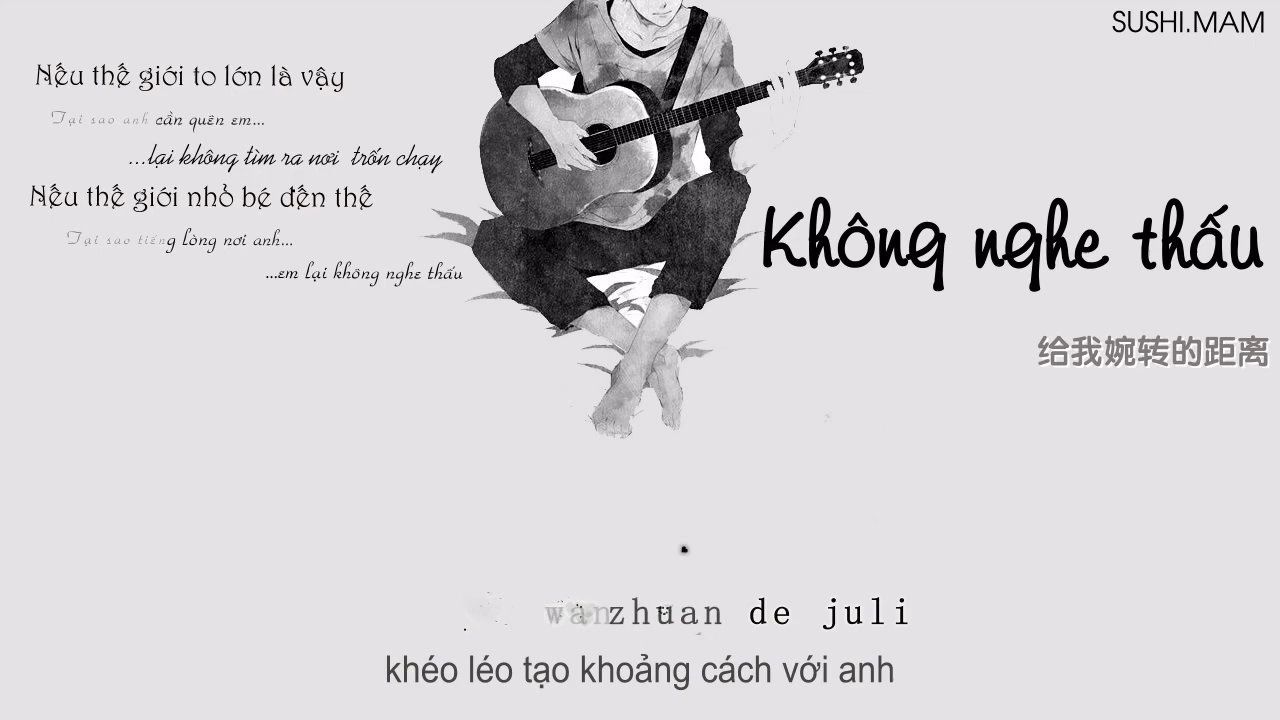 SUSHI.MAM
Nếu thế giới to lớn là vậy
Tại sao anh cần quên em...
...lại không tìm ra nơi trốn chạy
Nếu thế giới nhỏ bé đến thế
Tại sao tiếng lòng nơi anh...
...em lại không nghe thấu
Không nghe thấu
给我婉转的距离
wanzhuan de juli
khéo léo tạo khoảng cách với anh